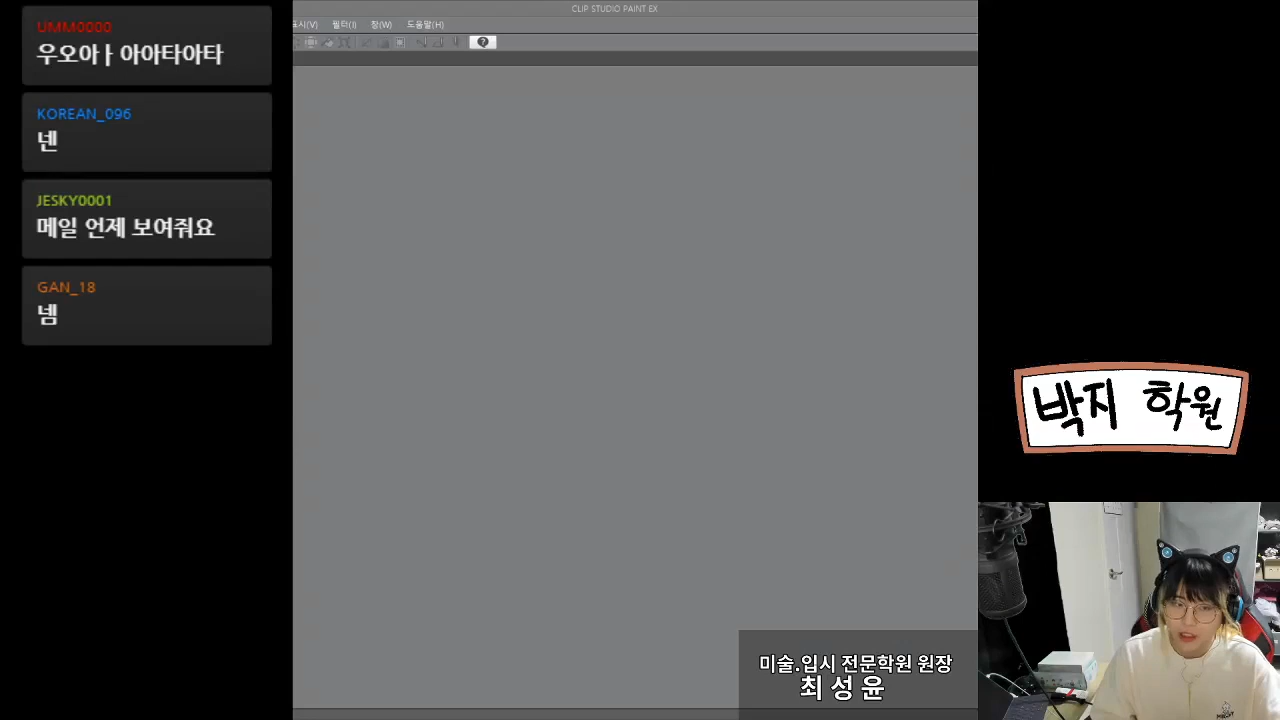 UMM0000
우오아ㅏ 아아타아타
KOREAN_096
넨
JESKY0001
메일 언제 보여줘요
GAN_18
넴
CLIP STUDIO PAINT EX
표시(V) 필터(I) 창(W) 도움말(H)
박지 학원
미술.입시 전문학원 원장
최성윤